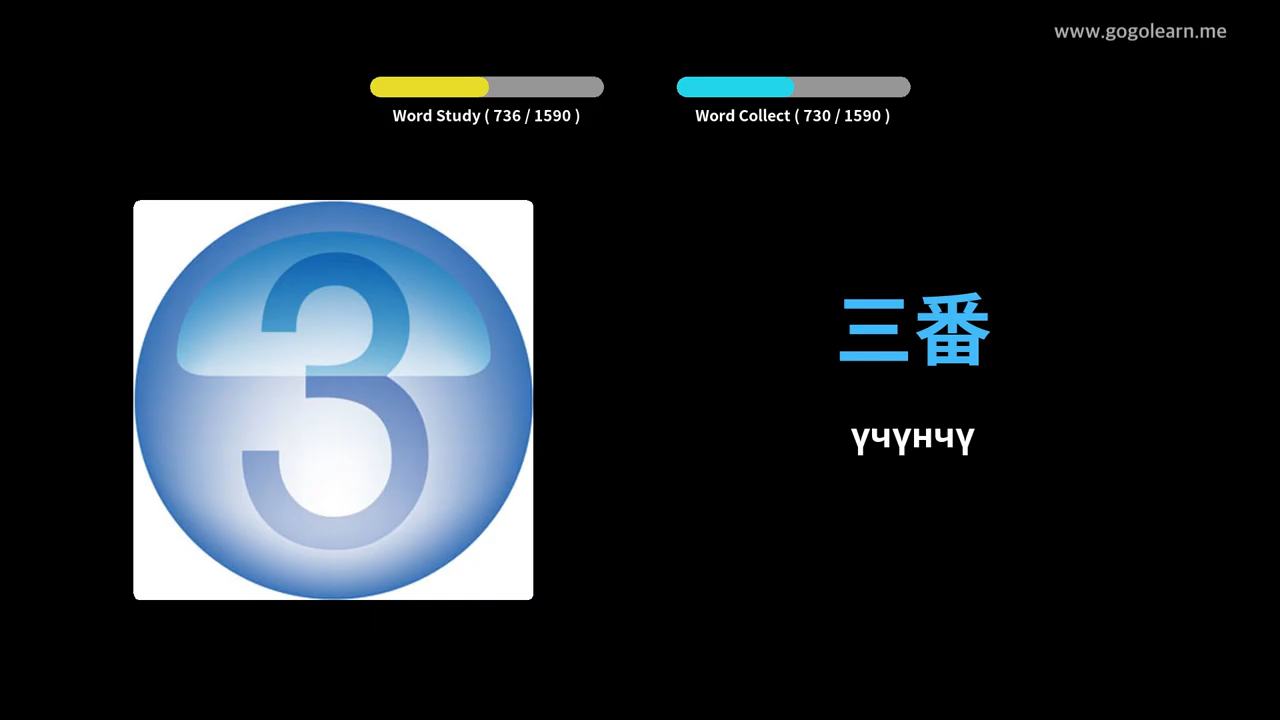 www.gogolearn.me
Word Study ( 736 / 1590 )
Word Collect ( 730 / 1590 )
3
三番
үчүнчү